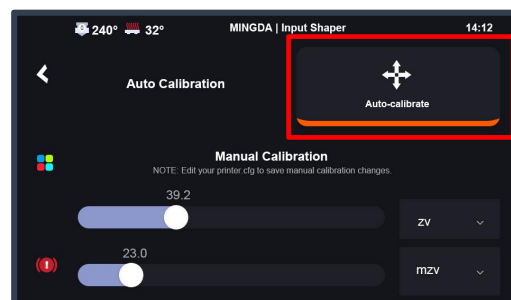 240° 32° MINGDA | Input Shaper 14:12
Auto Calibration
Auto-calibrate
Manual Calibration
NOTE: Edit your printer.cfg to save manual calibration changes.
39.2
zv
23.0
mzv